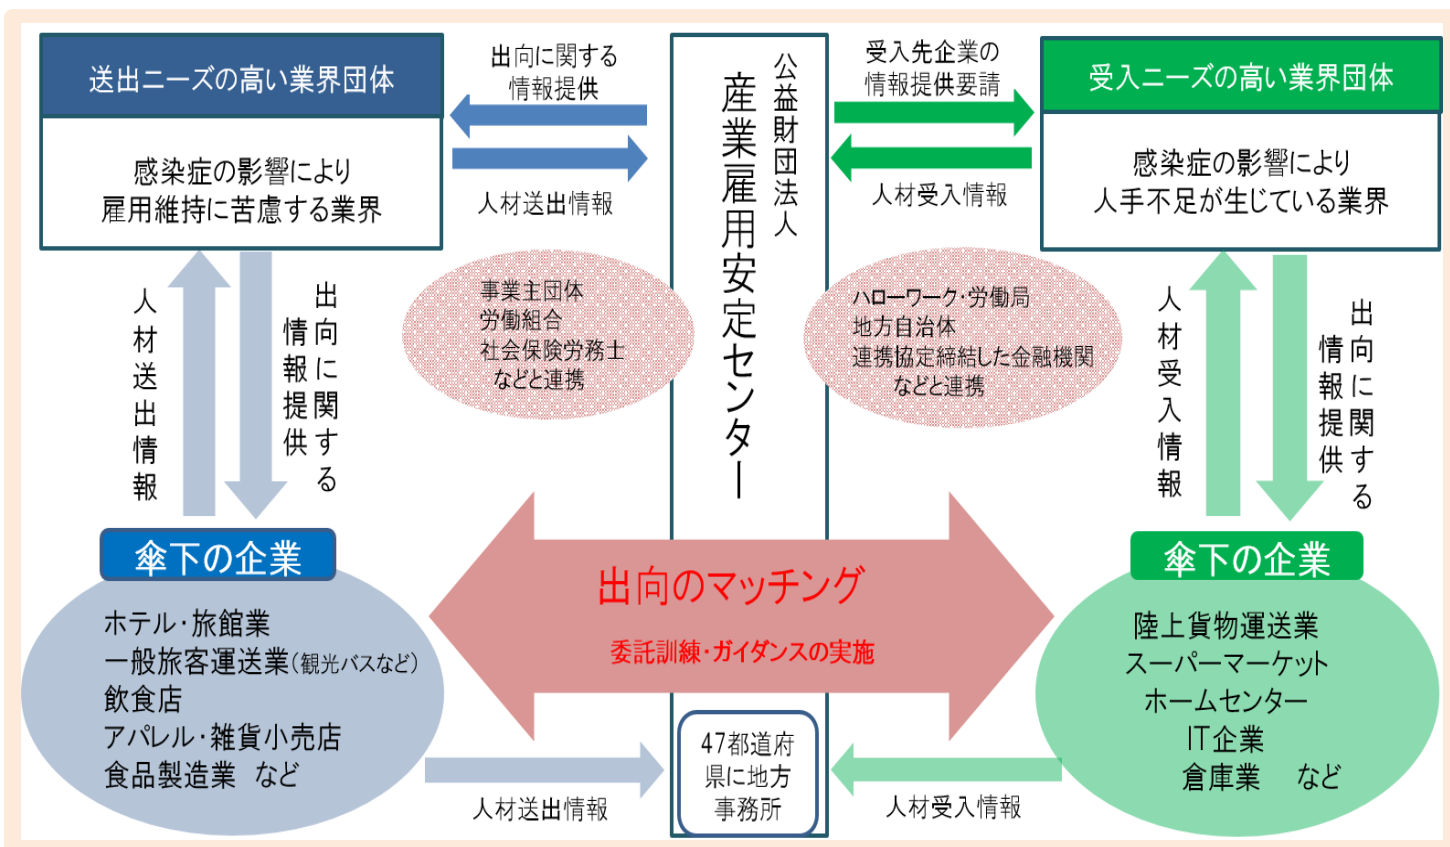 送出ニーズの高い業界団体
感染症の影響により
雇用維持に苦慮する業界
出向に関する
情報提供
人材送出情報
公益財団法人
産業雇用安定センター
受入先企業の
情報提供要請
人材受入情報
受入ニーズの高い業界団体
感染症の影響により
人手不足が生じている業界
人材送出情報
出向に関する
情報提供
事業主団体
労働組合
社会保険労務士
などと連携
ハローワーク・労働局
地方自治体
連携協定締結した金融機関
などと連携
人材受入情報
出向に関する
情報提供
傘下の企業
ホテル・旅館業
一般旅客運送業(観光バスなど)
飲食店
アパレル・雑貨小売店
食品製造業 など
出向のマッチング
委託訓練・ガイダンスの実施
傘下の企業
陸上貨物運送業
スーパーマーケット
ホームセンター
IT企業
倉庫業 など
人材送出情報
47都道府
県に地方
事務所
人材受入情報